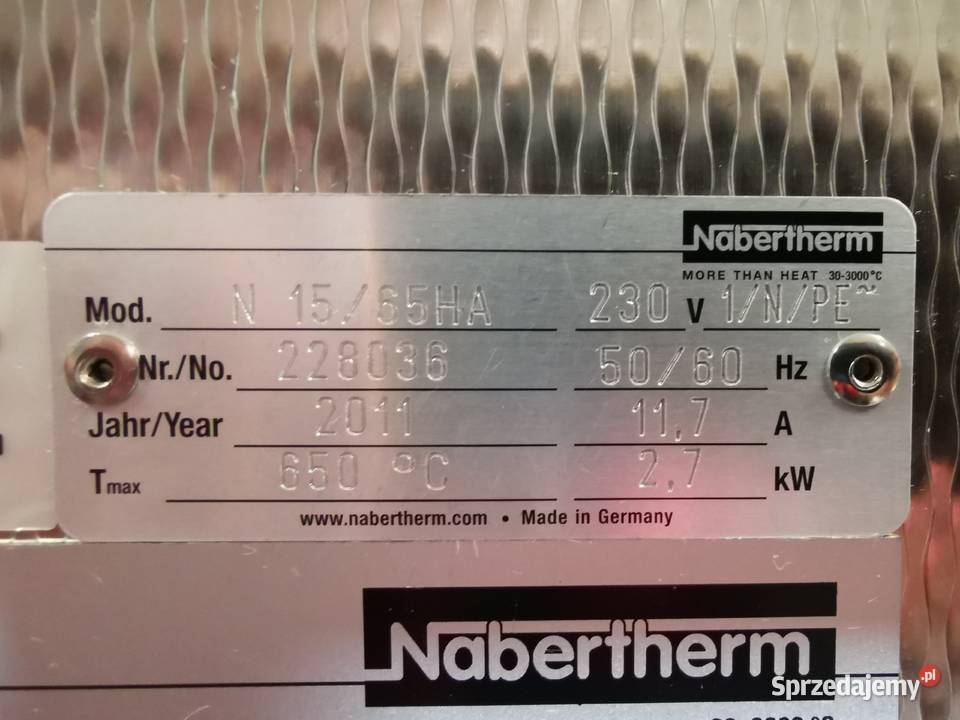 Nabertherm
MORE THAN HEAT 30-3000°C
Mod. N 15/65HA 230 V 1/N/PE~
Nr./No. 228036 50/60 Hz
Jahr/Year 2011 11,7 A
Tmax 650 °C 2,7 kW
www.nabertherm.com • Made in Germany
Nabertherm
Sprzedajemy.pl